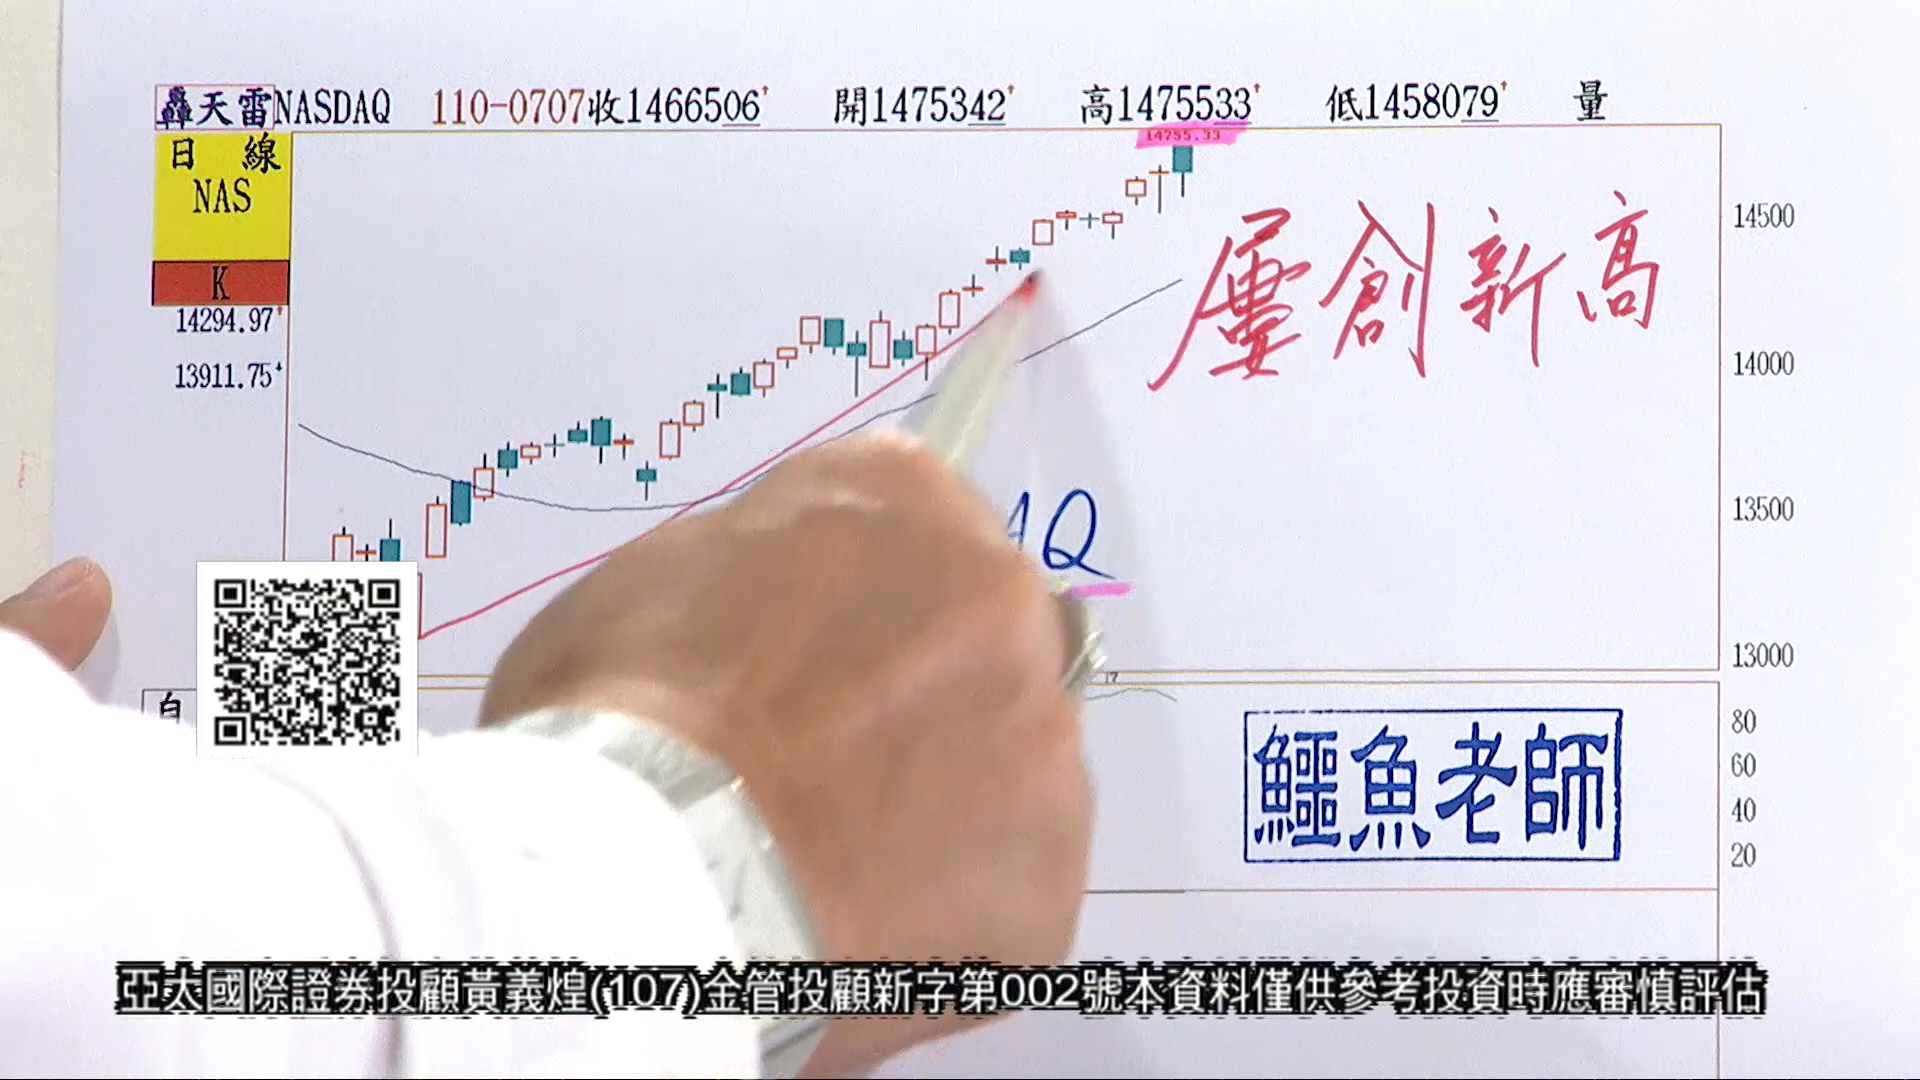 轟天雷NASDAQ 110-0707收1466506 開1475342 高1475533 低1458079 量
14755.33
日 線
NAS
K
14294.97
13911.75
14500
14000
13500
13000
屢創新高
AQ
17
80
60
40
20
鱷魚老師
亞太國際證券投顧黃義煌(107)金管投顧新字第002號本資料僅供參考投資時應審慎評估